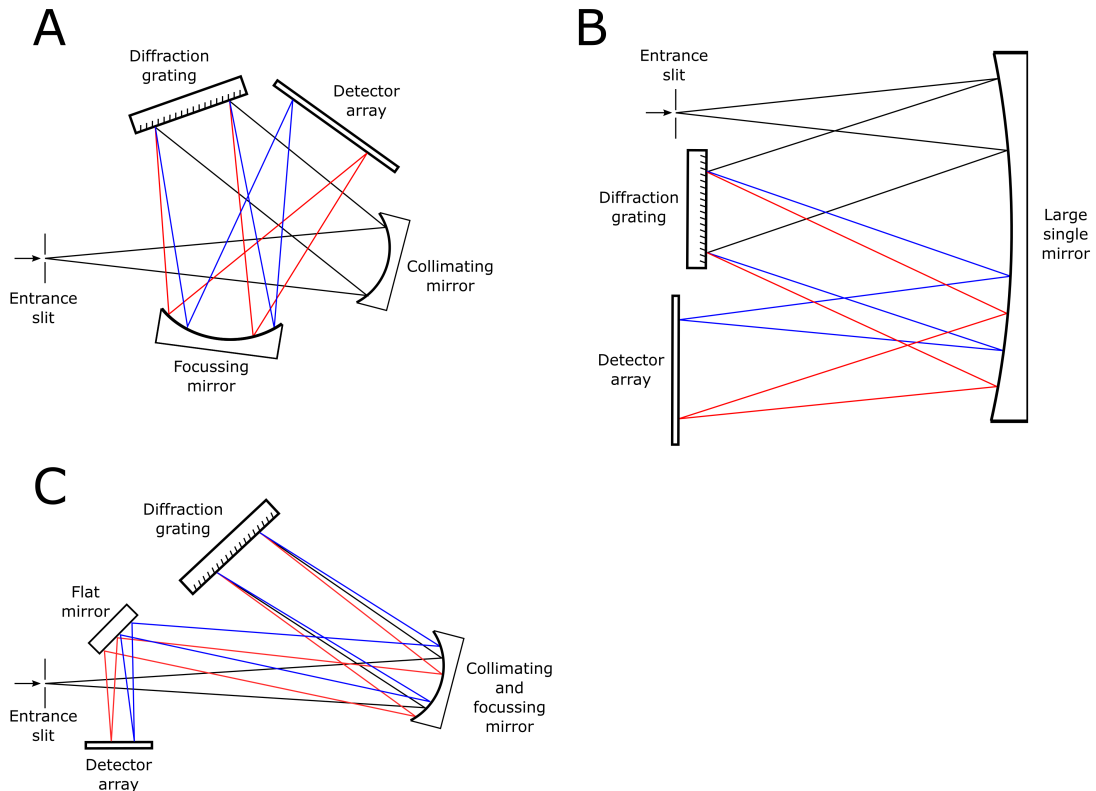 A
Diffraction
grating
Detector
array
Entrance
slit
Collimating
mirror
Focussing
mirror
B
Entrance
slit
Diffraction
grating
Large
single
mirror
Detector
array
C
Diffraction
grating
Flat
mirror
Entrance
slit
Collimating
and
focussing
mirror
Detector
array